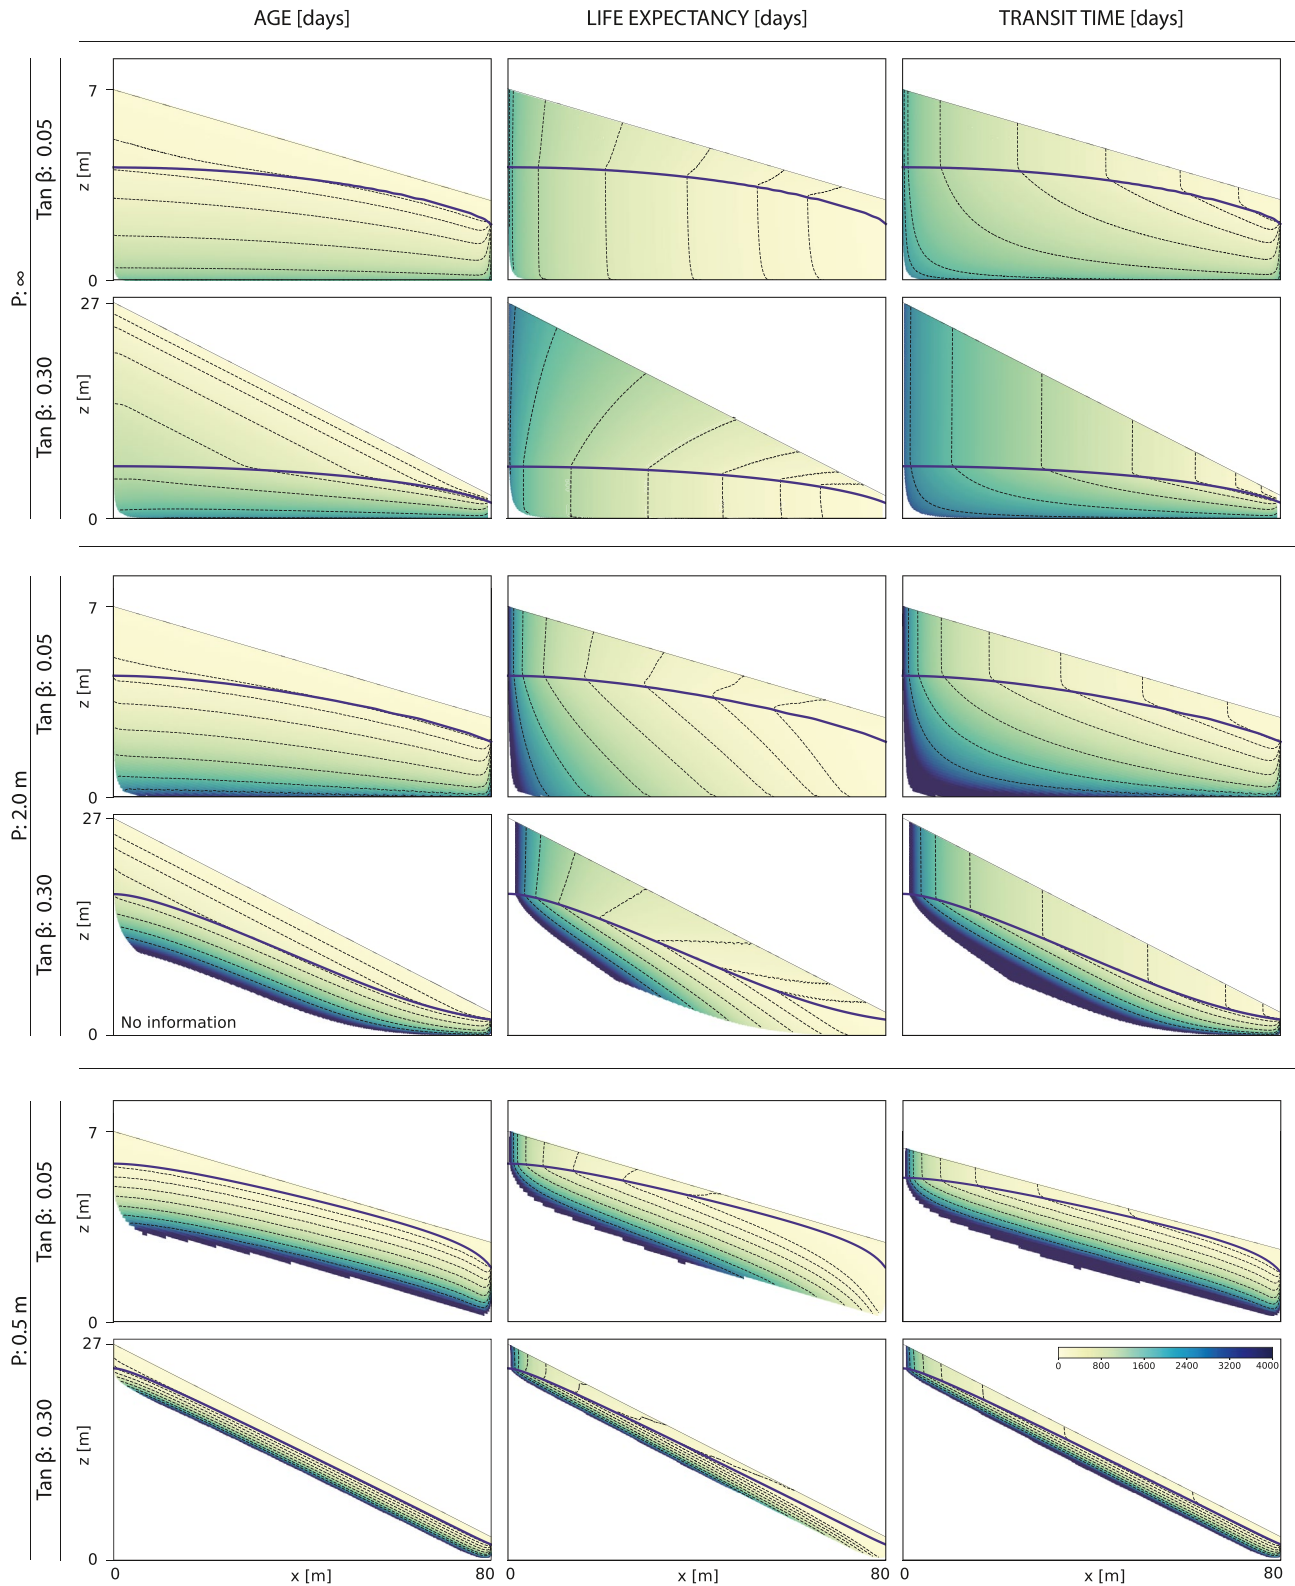 AGE [days]
LIFE EXPECTANCY [days]
TRANSIT TIME [days]
P: ∞
Tan β: 0.05
z [m]
7
0
Tan β: 0.30
z [m]
27
0
P: 2.0 m
Tan β: 0.05
z [m]
7
0
Tan β: 0.30
z [m]
27
0
No information
P: 0.5 m
Tan β: 0.05
z [m]
7
0
Tan β: 0.30
z [m]
27
0
0 800 1600 2400 3200 4000
0 x [m] 80
0 x [m] 80
0 x [m] 80